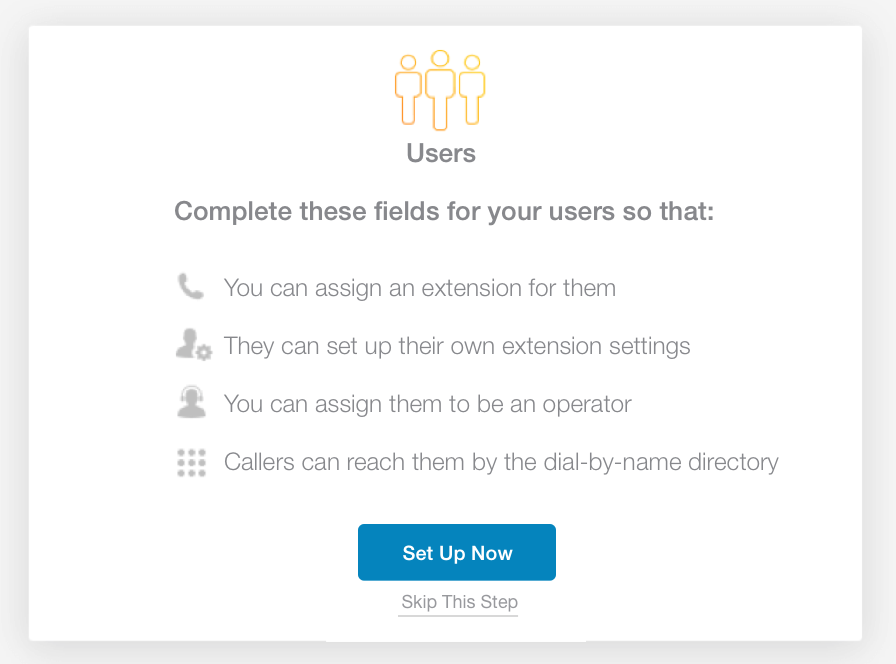 Users
Complete these fields for your users so that:
You can assign an extension for them
They can set up their own extension settings
You can assign them to be an operator
Callers can reach them by the dial-by-name directory
Set Up Now
Skip This Step